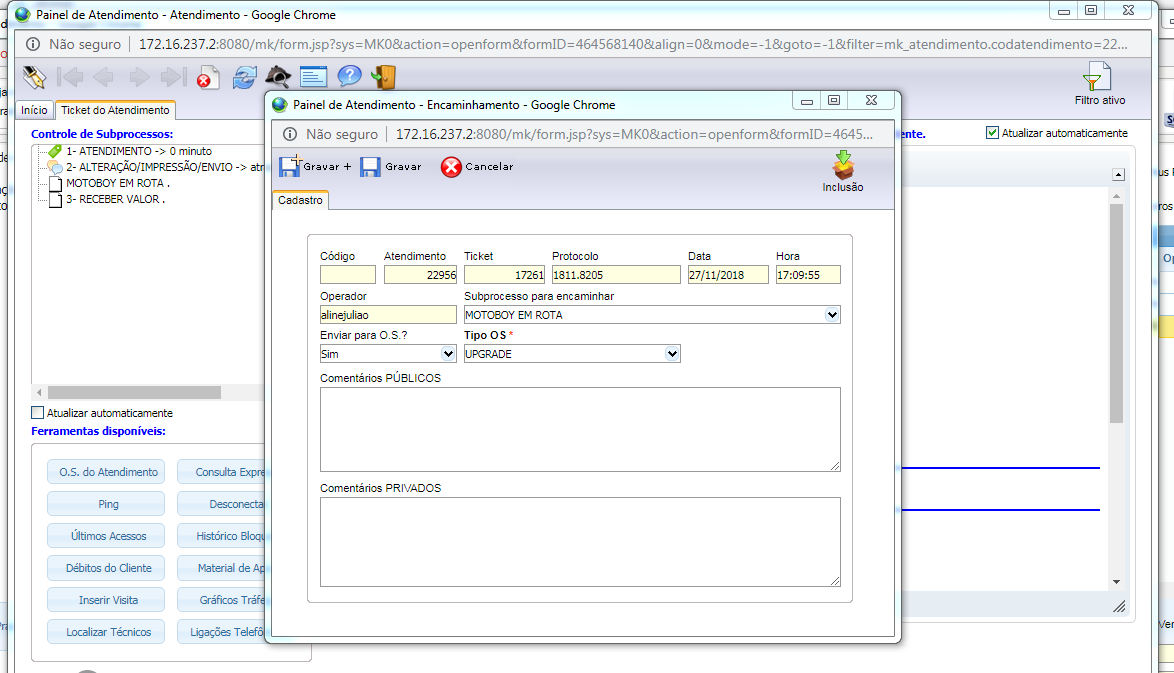 Painel de Atendimento - Atendimento - Google Chrome
Não seguro | 172.16.237.2:8080/mk/form.jsp?sys=MK0&action=openform&formID=464568140&align=0&mode=-1&goto=-1&filter=mk_atendimento.codatendimento=22...
Filtro ativo
Início
Ticket do Atendimento
Controle de Subprocessos:
ente.
Atualizar automaticamente
1- ATENDIMENTO -> 0 minuto
2- ALTERAÇÃO/IMPRESSÃO/ENVIO -> atr
MOTOBOY EM ROTA .
3- RECEBER VALOR .
Atualizar automaticamente
Ferramentas disponíveis:
O.S. do Atendimento
Consulta Expre
Ping
Desconecta
Últimos Acessos
Histórico Bloqu
Débitos do Cliente
Material de Ap
Inserir Visita
Gráficos Tráfe
Localizar Técnicos
Ligações Telefô
Painel de Atendimento - Encaminhamento - Google Chrome
Não seguro | 172.16.237.2:8080/mk/form.jsp?sys=MK0&action=openform&formID=4645...
Gravar +
Gravar
Cancelar
Inclusão
Cadastro
Código Atendimento Ticket Protocolo Data Hora
22956 17261 1811.8205 27/11/2018 17:09:55
Operador Subprocesso para encaminhar
alinejuliao MOTOBOY EM ROTA
Enviar para O.S.? Tipo OS *
Sim UPGRADE
Comentários PÚBLICOS
Comentários PRIVADOS